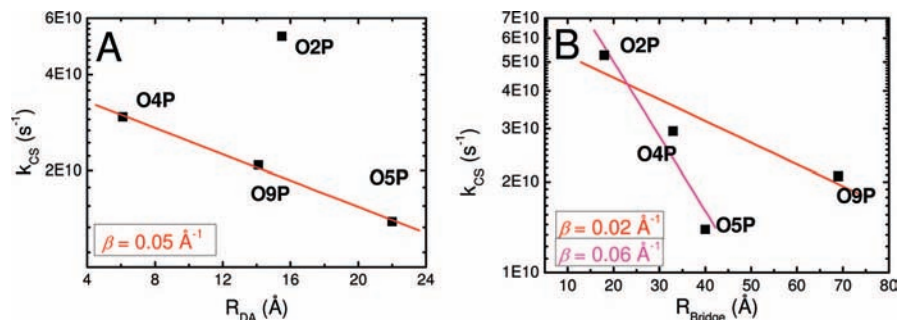 A
O2P
O4P
O9P
O5P
β = 0.05 Å⁻¹
k_CS (s⁻¹)
6E10
4E10
2E10
4 8 12 16 20 24
R_DA (Å)
B
O2P
O4P
O5P
O9P
β = 0.02 Å⁻¹
β = 0.06 Å⁻¹
k_CS (s⁻¹)
7E10
6E10
5E10
4E10
3E10
2E10
1E10
10 20 30 40 50 60 70 80
R_Bridge (Å)